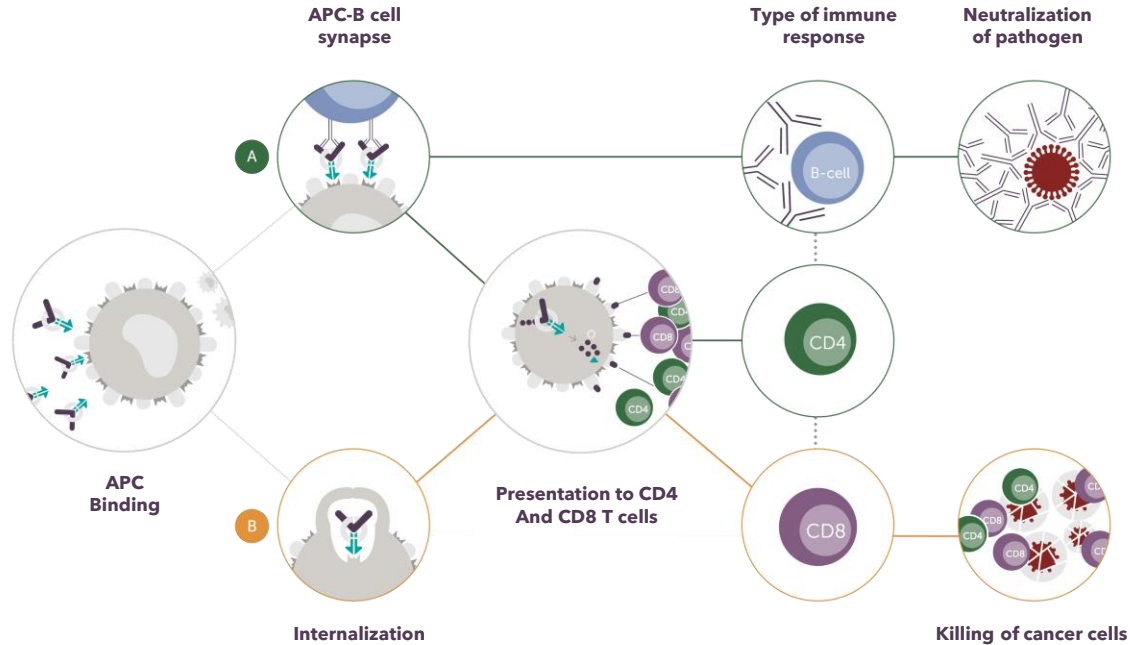 APC-B cell
synapse
Type of immune
response
Neutralization
of pathogen
A
B-cell
CD8
CD4
CD8
CD4
CD4
CD4
APC
Binding
Presentation to CD4
And CD8 T cells
B
CD8
CD4
CD8
CD4
CD8
Internalization
Killing of cancer cells